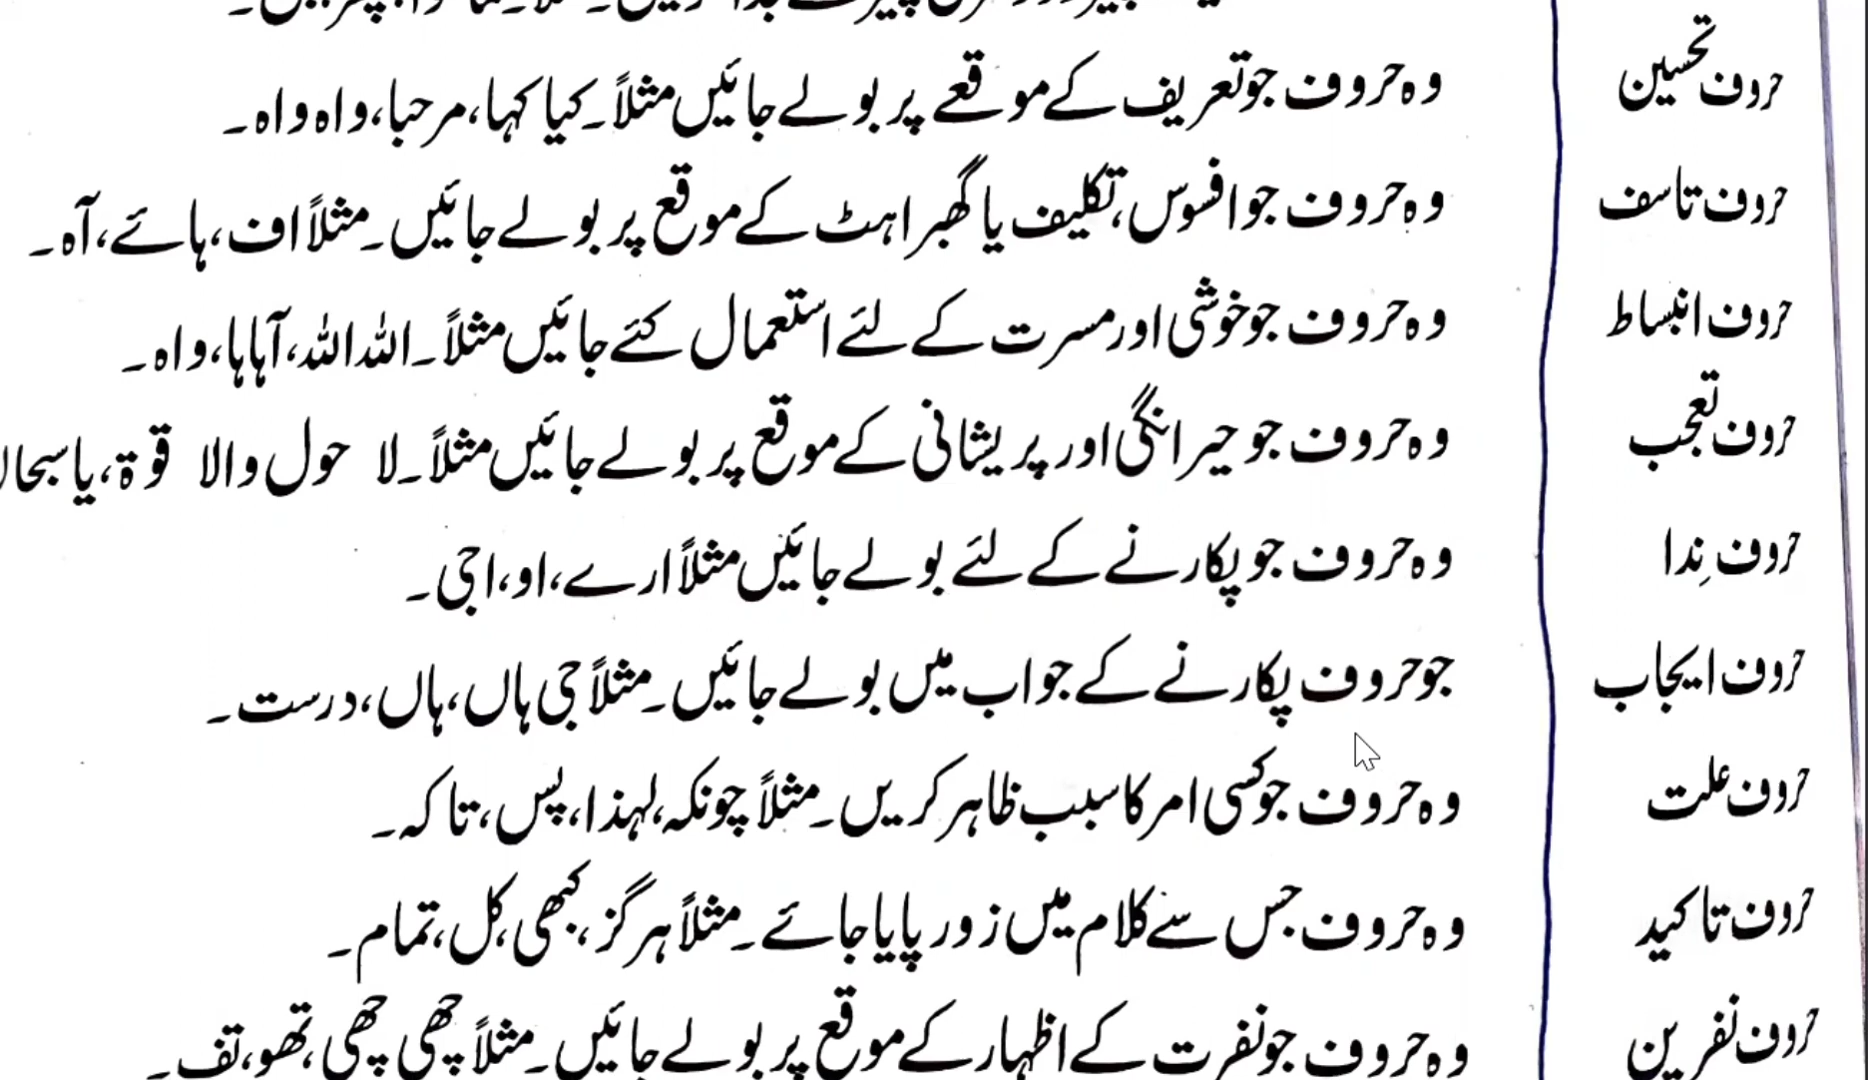 حروف تحسین وہ حروف جو تعریف کے موقعے پر بولے جائیں مثلاً۔ کیا کہا، مرحبا، واہ واہ۔
حروف تاسف وہ حروف جو افسوس، تکلیف یا گھبراہٹ کے موقع پر بولے جائیں۔ مثلاً اف، ہائے، آہ۔
حروف انبساط وہ حروف جو خوشی اور مسرت کے لئے استعمال کئے جائیں مثلاً۔ اللہ اللہ، آہاہا، واہ۔
حروف تعجب وہ حروف جو حیرانگی اور پریشانی کے موقع پر بولے جائیں مثلاً۔ لا حول والا قوۃ، یا
حروف ندِا وہ حروف جو پکارنے کے لئے بولے جائیں مثلاً ارے، او، اجی۔
حروف ایجاب جو حروف پکارنے کے جواب میں بولے جائیں۔ مثلاً جی ہاں، ہاں، درست۔
حروف علت وہ حروف جو کسی امر کا سبب ظاہر کریں۔ مثلاً چونکہ، لہذا، پس، تاکہ۔
حروف تاکید وہ حروف جس سے کلام میں زور پایا جائے۔ مثلاً ہرگز، کبھی، کل، تمام۔
حروف نفرین وہ حروف جو نفرت کے اظہار کے موقع پر بولے جائیں۔ مثلاً چھی چھی، تھو، تف۔